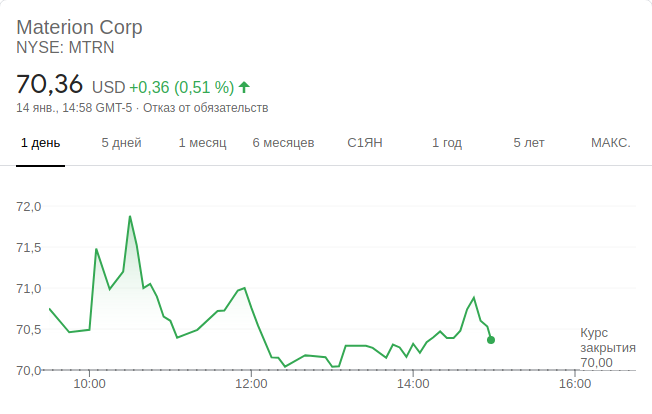 Materion Corp
NYSE: MTRN
70,36 USD +0,36 (0,51 %)
14 янв., 14:58 GMT-5 · Отказ от обязательств
1 день 5 дней 1 месяц 6 месяцев С1ЯН 1 год 5 лет МАКС.
72,0
71,5
71,0
70,5
70,0
Курс
закрытия
70,00
10:00 12:00 14:00 16:00